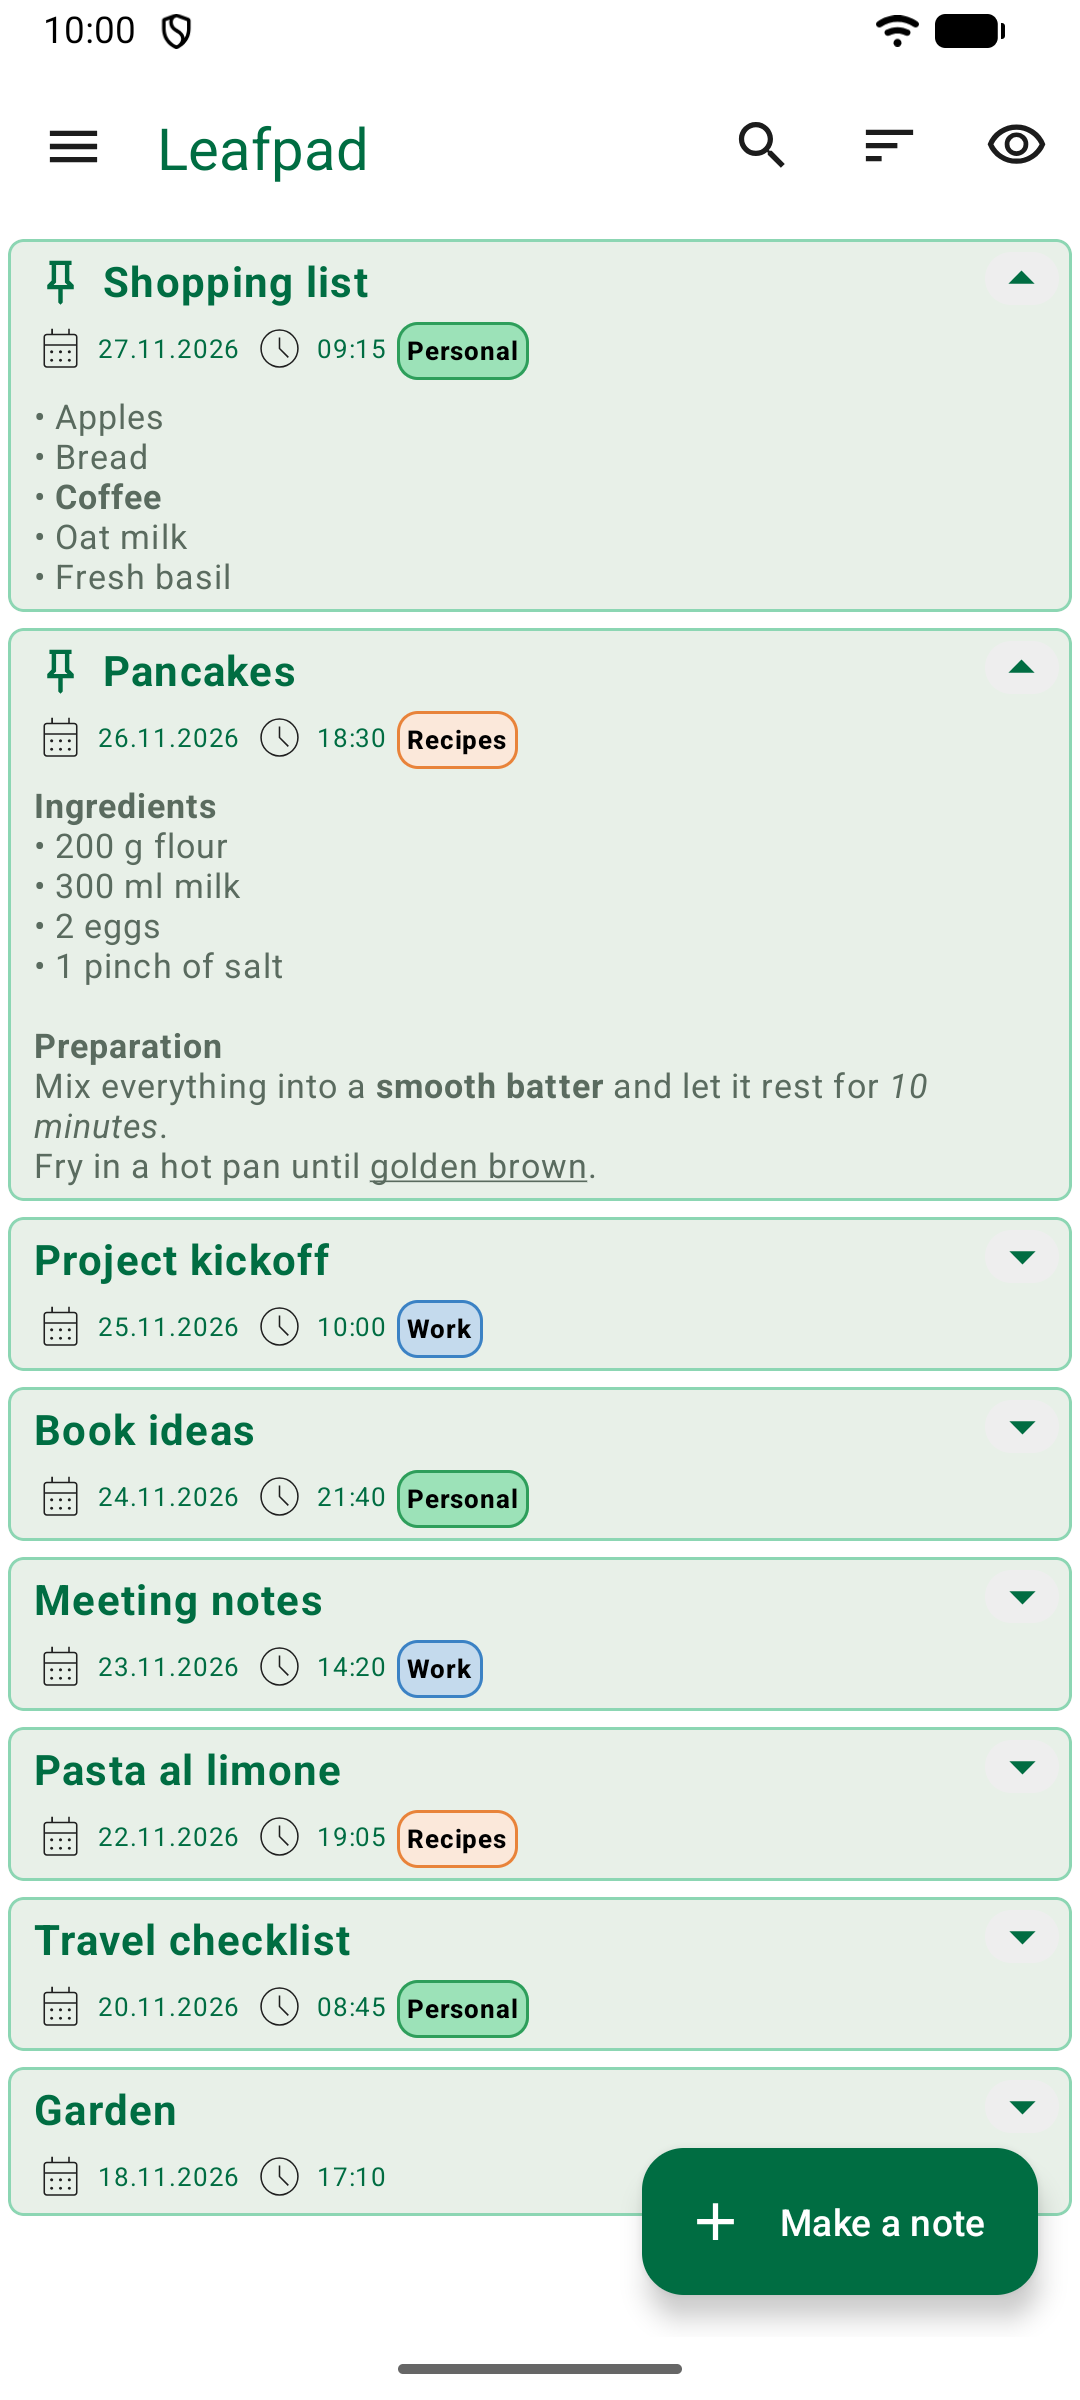 10:00
Leafpad
Shopping list
27.11.2026 09:15 Personal
• Apples
• Bread
• Coffee
• Oat milk
• Fresh basil
Pancakes
26.11.2026 18:30 Recipes
Ingredients
• 200 g flour
• 300 ml milk
• 2 eggs
• 1 pinch of salt
Preparation
Mix everything into a smooth batter and let it rest for 10
minutes.
Fry in a hot pan until golden brown.
Project kickoff
25.11.2026 10:00 Work
Book ideas
24.11.2026 21:40 Personal
Meeting notes
23.11.2026 14:20 Work
Pasta al limone
22.11.2026 19:05 Recipes
Travel checklist
20.11.2026 08:45 Personal
Garden
18.11.2026 17:10
Make a note